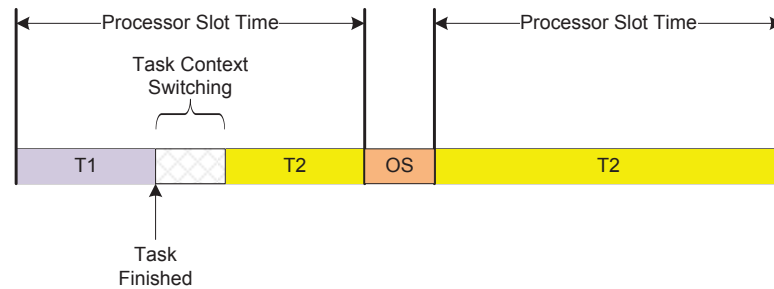 Processor Slot Time
Processor Slot Time
Task Context
Switching
T1
T2
OS
T2
Task
Finished